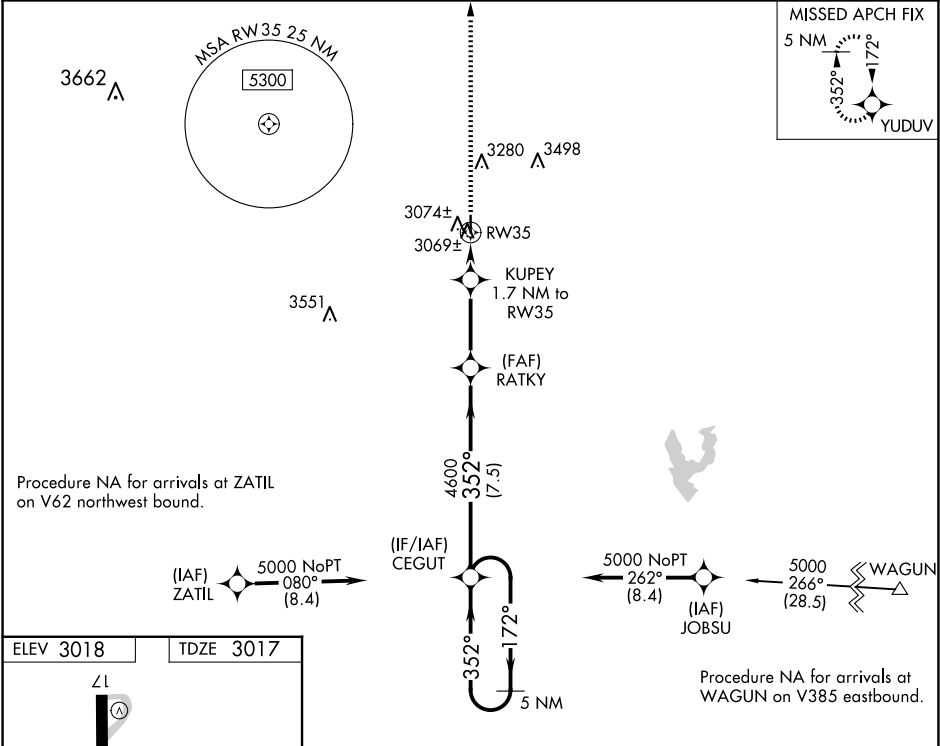 MSA RW35 25 NM
5300
3662
MISSED APCH FIX
5 NM
352°
172°
YUDUV
3280
3498
3074±
3069±
RW35
KUPEY
1.7 NM to
RW35
3551
(FAF)
RATKY
4600
352°
(7.5)
Procedure NA for arrivals at ZATIL
on V62 northwest bound.
(IAF)
ZATIL
5000 NoPT
080°
(8.4)
(IF/IAF)
CEGUT
5000 NoPT
262°
(8.4)
(IAF)
JOBSU
5000
266°
(28.5)
WAGUN
352°
172°
5 NM
Procedure NA for arrivals at
WAGUN on V385 eastbound.
ELEV 3018
TDZE 3017
17
V